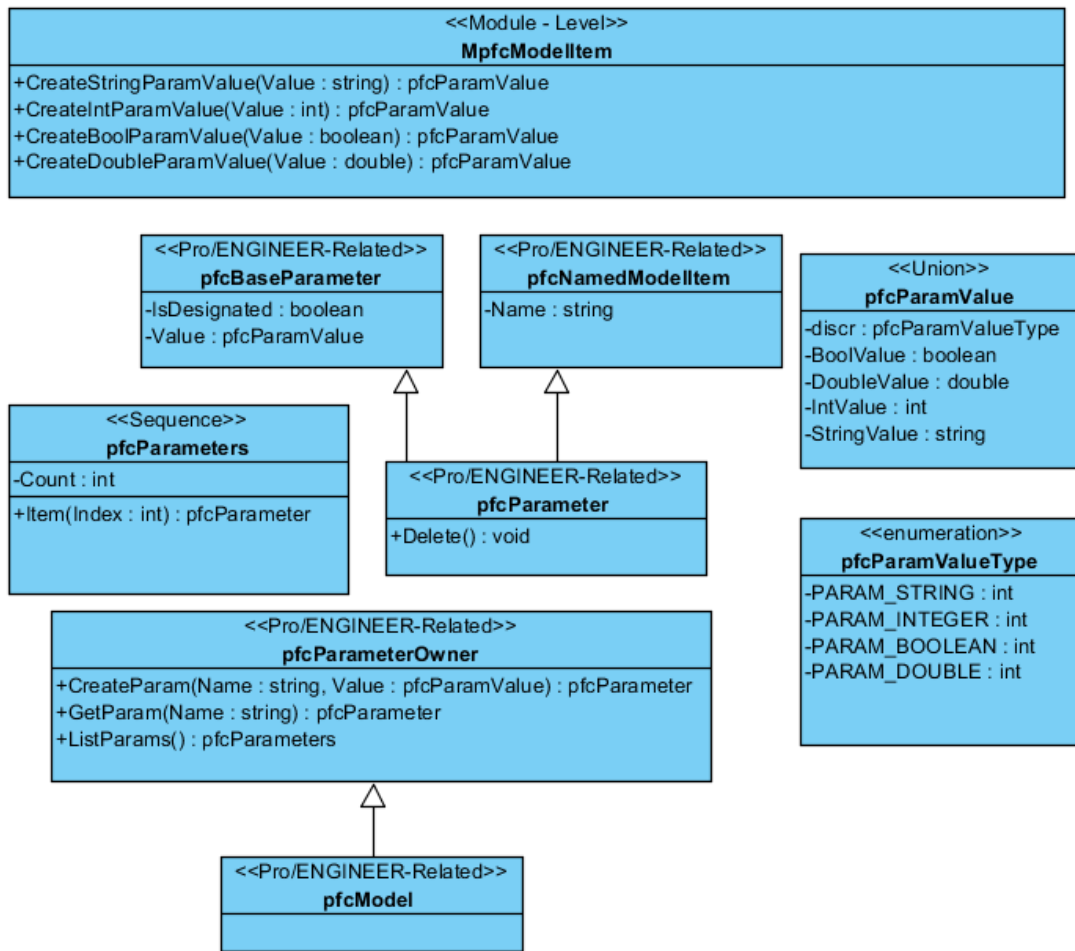 <<Module - Level>>
MpfcModelItem
+CreateStringParamValue(Value : string) : pfcParamValue
+CreateIntParamValue(Value : int) : pfcParamValue
+CreateBoolParamValue(Value : boolean) : pfcParamValue
+CreateDoubleParamValue(Value : double) : pfcParamValue
<<Pro/ENGINEER-Related>>
pfcBaseParameter
-IsDesignated : boolean
-Value : pfcParamValue
<<Pro/ENGINEER-Related>>
pfcNamedModelItem
-Name : string
<<Union>>
pfcParamValue
-discr : pfcParamValueType
-BoolValue : boolean
-DoubleValue : double
-IntValue : int
-StringValue : string
<<Sequence>>
pfcParameters
-Count : int
+Item(Index : int) : pfcParameter
<<Pro/ENGINEER-Related>>
pfcParameter
+Delete() : void
<<enumeration>>
pfcParamValueType
-PARAM_STRING : int
-PARAM_INTEGER : int
-PARAM_BOOLEAN : int
-PARAM_DOUBLE : int
<<Pro/ENGINEER-Related>>
pfcParameterOwner
+CreateParam(Name : string, Value : pfcParamValue) : pfcParameter
+GetParam(Name : string) : pfcParameter
+ListParams() : pfcParameters
<<Pro/ENGINEER-Related>>
pfcModel